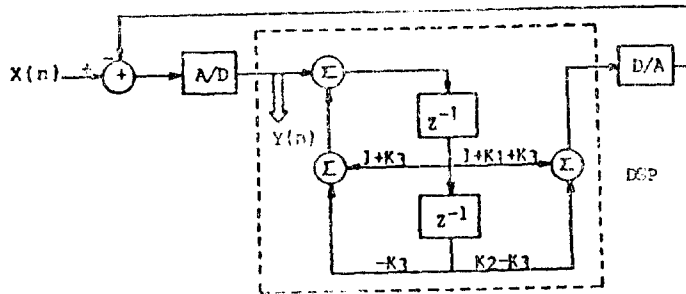 X(n)
+
-
+
A/D
Σ
D/A
z⁻¹
Y(n)
Σ
1+K3
1+K1+K3
Σ
DSP
z⁻¹
-K3
K2-K3